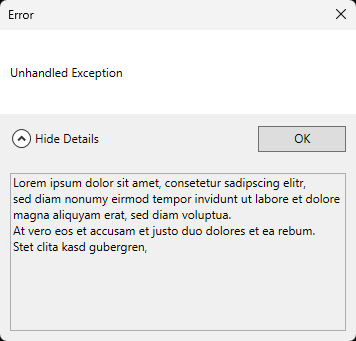 Error
Unhandled Exception
Hide Details
OK
Lorem ipsum dolor sit amet, consetetur sadipscing elitr,
sed diam nonumy eirmod tempor invidunt ut labore et dolore
magna aliquyam erat, sed diam voluptua.
At vero eos et accusam et justo duo dolores et ea rebum.
Stet clita kasd gubergren,